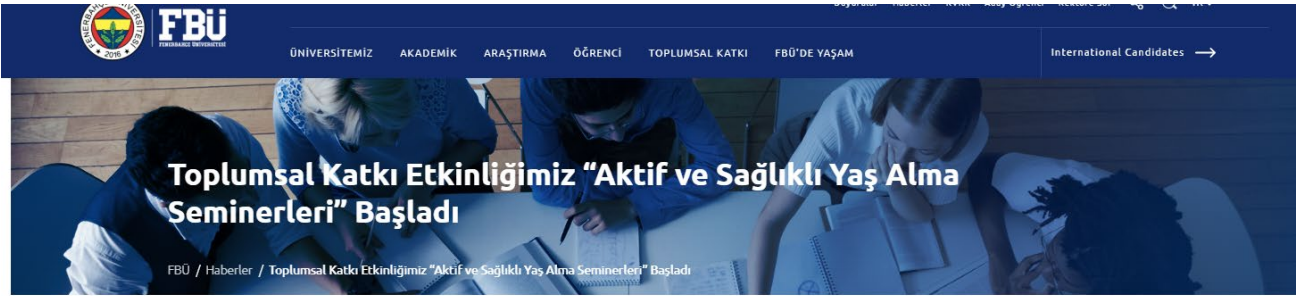 FBÜ
FENERBAHÇE ÜNİVERSİTESİ
2016
ÜNİVERSİTEMİZ AKADEMİK ARAŞTIRMA ÖĞRENCİ TOPLUMSAL KATKI FBÜ'DE YAŞAM
International Candidates
Toplumsal Katkı Etkinliğimiz “Aktif ve Sağlıklı Yaş Alma
Seminerleri” Başladı
FBÜ / Haberler / Toplumsal Katkı Etkinliğimiz “Aktif ve Sağlıklı Yaş Alma Seminerleri” Başladı